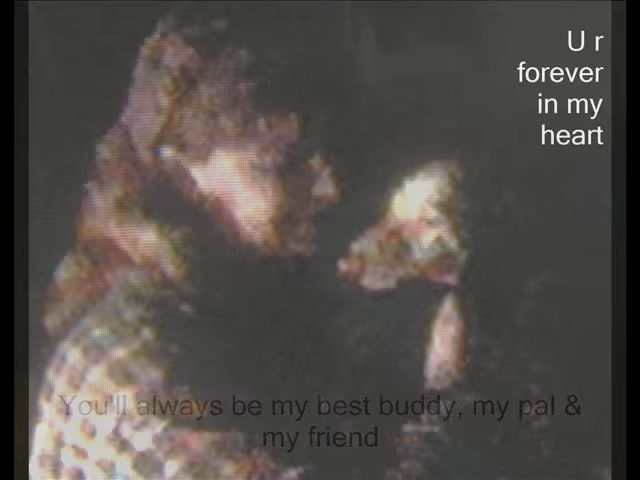 U r
forever
in my
heart
You'll always be my best buddy, my pal &
my friend